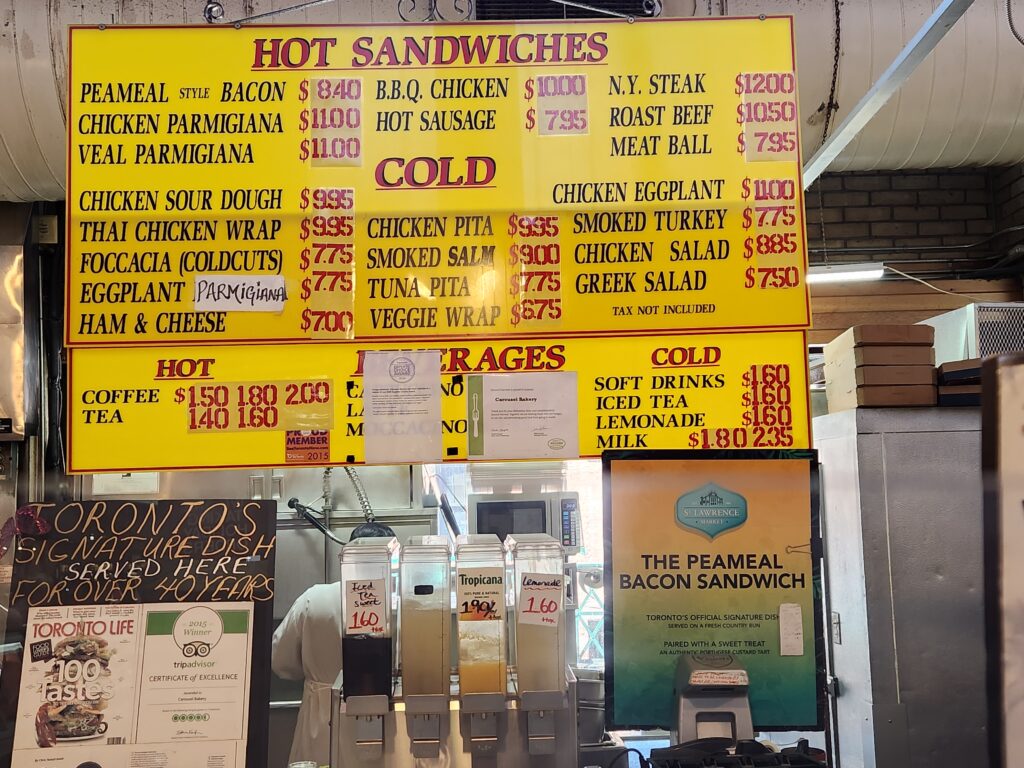 HOT SANDWICHES
PEAMEAL STYLE BACON $ 8.40
CHICKEN PARMIGIANA $11.00
VEAL PARMIGIANA $11.00
B.B.Q. CHICKEN $10.00
HOT SAUSAGE $ 7.95
N.Y. STEAK $12.00
ROAST BEEF $10.50
MEAT BALL $ 7.95
COLD
CHICKEN SOUR DOUGH $9.95
THAI CHICKEN WRAP $9.95
FOCCACIA (COLDCUTS) $7.75
EGGPLANT PARMIGIANA $7.75
HAM & CHEESE $7.00
CHICKEN PITA $9.95
SMOKED SALM $9.00
TUNA PITA $7.75
VEGGIE WRAP $6.75
CHICKEN EGGPLANT $11.00
SMOKED TURKEY $7.75
CHICKEN SALAD $8.85
GREEK SALAD $7.50
TAX NOT INCLUDED
HOT
BEVERAGES
COLD
COFFEE $1.50 1.80 2.00
TEA 1.40 1.60
MOCCACINO
SOFT DRINKS $1.60
ICED TEA $1.60
LEMONADE $1.60
MILK $1.80 2.35
MEMBER
2015
Carousel Bakery
TORONTO'S
SIGNATURE DISH
SERVED HERE
FOR OVER 40 YEARS
TORONTO LIFE
100
Tastes
2015
Winner
tripadvisor
CERTIFICATE of EXCELLENCE
Carousel Bakery
Iced
Tea
sweet
160
Tropicana
100% PURE & NATURAL
1.90
Lemonade
1.60
ST. LAWRENCE
MARKET
THE PEAMEAL
BACON SANDWICH
TORONTO'S OFFICIAL SIGNATURE DISH
SERVED ON A FRESH COUNTRY BUN
PAIRED WITH A SWEET TREAT
AN AUTHENTIC PORTUGUESE CUSTARD TART